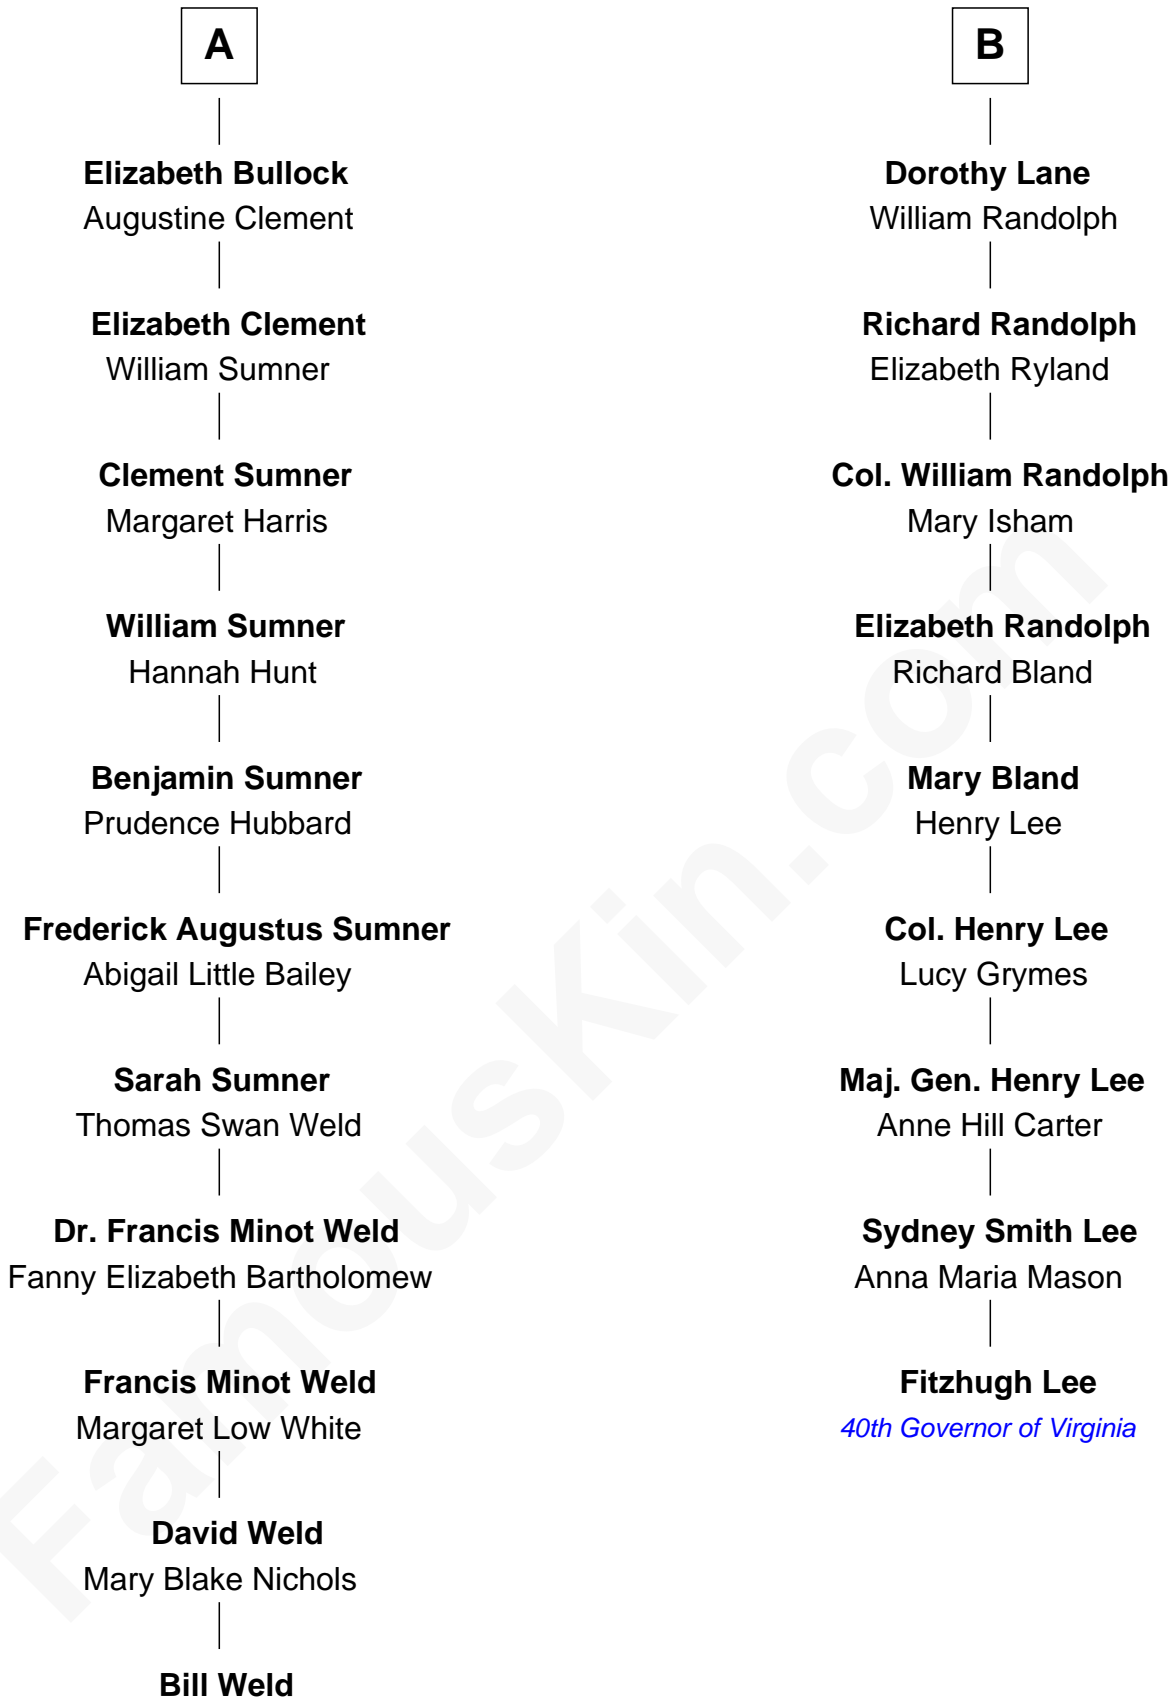 A
Elizabeth Bullock
Augustine Clement
Elizabeth Clement
William Sumner
Clement Sumner
Margaret Harris
William Sumner
Hannah Hunt
Benjamin Sumner
Prudence Hubbard
Frederick Augustus Sumner
Abigail Little Bailey
Sarah Sumner
Thomas Swan Weld
Dr. Francis Minot Weld
Fanny Elizabeth Bartholomew
Francis Minot Weld
Margaret Low White
David Weld
Mary Blake Nichols
Bill Weld
B
Dorothy Lane
William Randolph
Richard Randolph
Elizabeth Ryland
Col. William Randolph
Mary Isham
Elizabeth Randolph
Richard Bland
Mary Bland
Henry Lee
Col. Henry Lee
Lucy Grymes
Maj. Gen. Henry Lee
Anne Hill Carter
Sydney Smith Lee
Anna Maria Mason
Fitzhugh Lee
40th Governor of Virginia
FamousKin.com